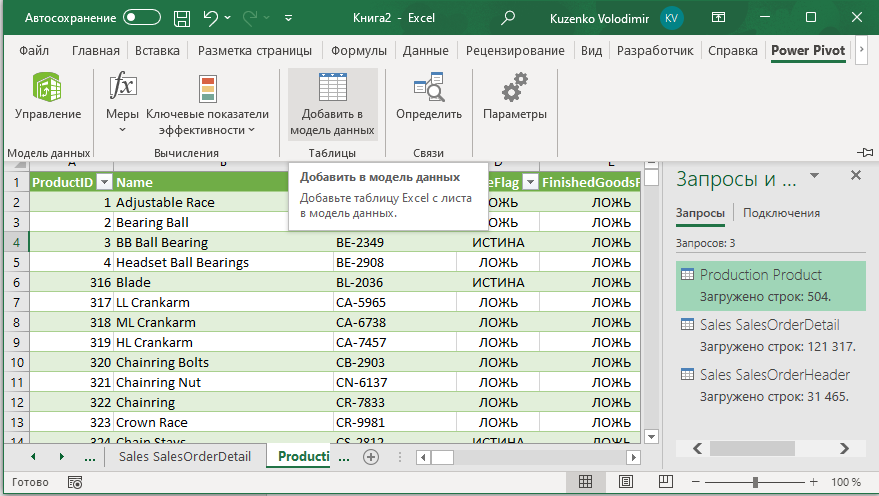 Автосохранение
Книга2 - Excel
Kuzenko Volodimir
KV
Файл Главная Вставка Разметка страницы Формулы Данные Рецензирование Вид Разработчик Справка Power Pivot
Управление
Меры
Ключевые показатели
эффективности
Добавить в
модель данных
Определить
Параметры
Модель данных Вычисления Таблицы Связи
Добавить в модель данных
Добавьте таблицу Excel с листа
в модель данных.
1 ProductID Name eFlag FinishedGoodsF
2 1 Adjustable Race ЛОЖЬ ЛОЖЬ
3 2 Bearing Ball ЛОЖЬ ЛОЖЬ
4 3 BB Ball Bearing BE-2349 ИСТИНА ЛОЖЬ
5 4 Headset Ball Bearings BE-2908 ЛОЖЬ ЛОЖЬ
6 316 Blade BL-2036 ИСТИНА ЛОЖЬ
7 317 LL Crankarm CA-5965 ЛОЖЬ ЛОЖЬ
8 318 ML Crankarm CA-6738 ЛОЖЬ ЛОЖЬ
9 319 HL Crankarm CA-7457 ЛОЖЬ ЛОЖЬ
10 320 Chainring Bolts CB-2903 ЛОЖЬ ЛОЖЬ
11 321 Chainring Nut CN-6137 ЛОЖЬ ЛОЖЬ
12 322 Chainring CR-7833 ЛОЖЬ ЛОЖЬ
13 323 Crown Race CR-9981 ЛОЖЬ ЛОЖЬ
14 324 Chain Stays CS-2812 ИСТИНА ЛОЖЬ
Запросы и ...
Запросы Подключения
Запросов: 3
Production Product
Загружено строк: 504.
Sales SalesOrderDetail
Загружено строк: 121 317.
Sales SalesOrderHeader
Загружено строк: 31 465.
... Sales SalesOrderDetail Producti ...
Готово
100 %